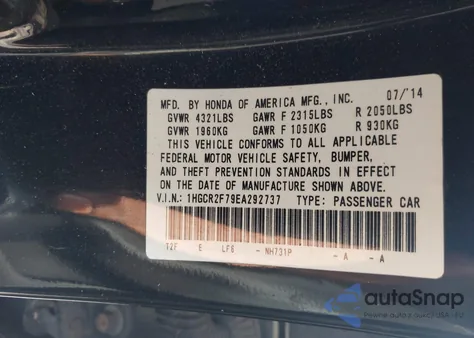 MFD. BY HONDA OF AMERICA MFG., INC. 07/'14
GVWR 4321LBS GAWR F 2315LBS R 2050LBS
GVWR 1960KG GAWR F 1050KG R 930KG
THIS VEHICLE CONFORMS TO ALL APPLICABLE
FEDERAL MOTOR VEHICLE SAFETY, BUMPER,
AND THEFT PREVENTION STANDARDS IN EFFECT
ON THE DATE OF MANUFACTURE SHOWN ABOVE.
V.I.N.: 1HGCR2F79EA292737 TYPE: PASSENGER CAR
T2F E LF6 - NH731P - A - A
autoSnap